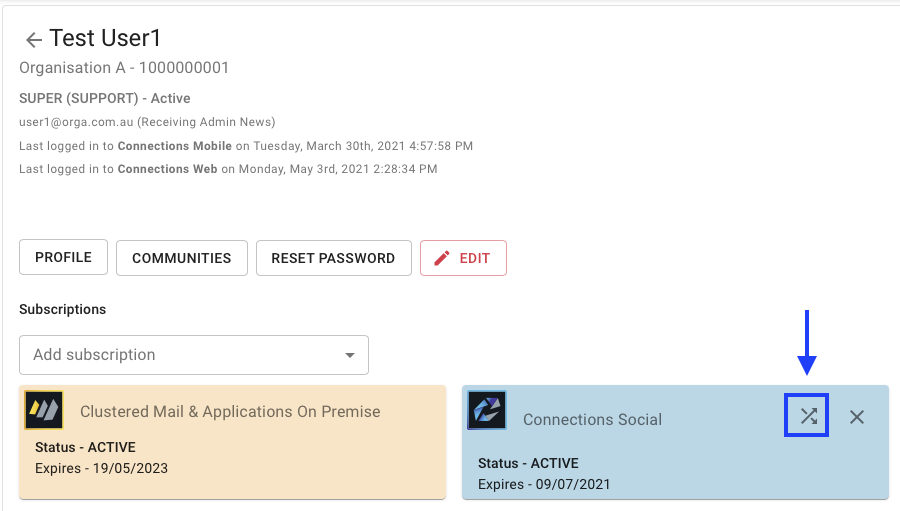 Test User1
Organisation A - 1000000001
SUPER (SUPPORT) - Active
user1@orga.com.au (Receiving Admin News)
Last logged in to Connections Mobile on Tuesday, March 30th, 2021 4:57:58 PM
Last logged in to Connections Web on Monday, May 3rd, 2021 2:28:34 PM
PROFILE COMMUNITIES RESET PASSWORD EDIT
Subscriptions
Add subscription
Clustered Mail & Applications On Premise
Status - ACTIVE
Expires - 19/05/2023
Connections Social
Status - ACTIVE
Expires - 09/07/2021